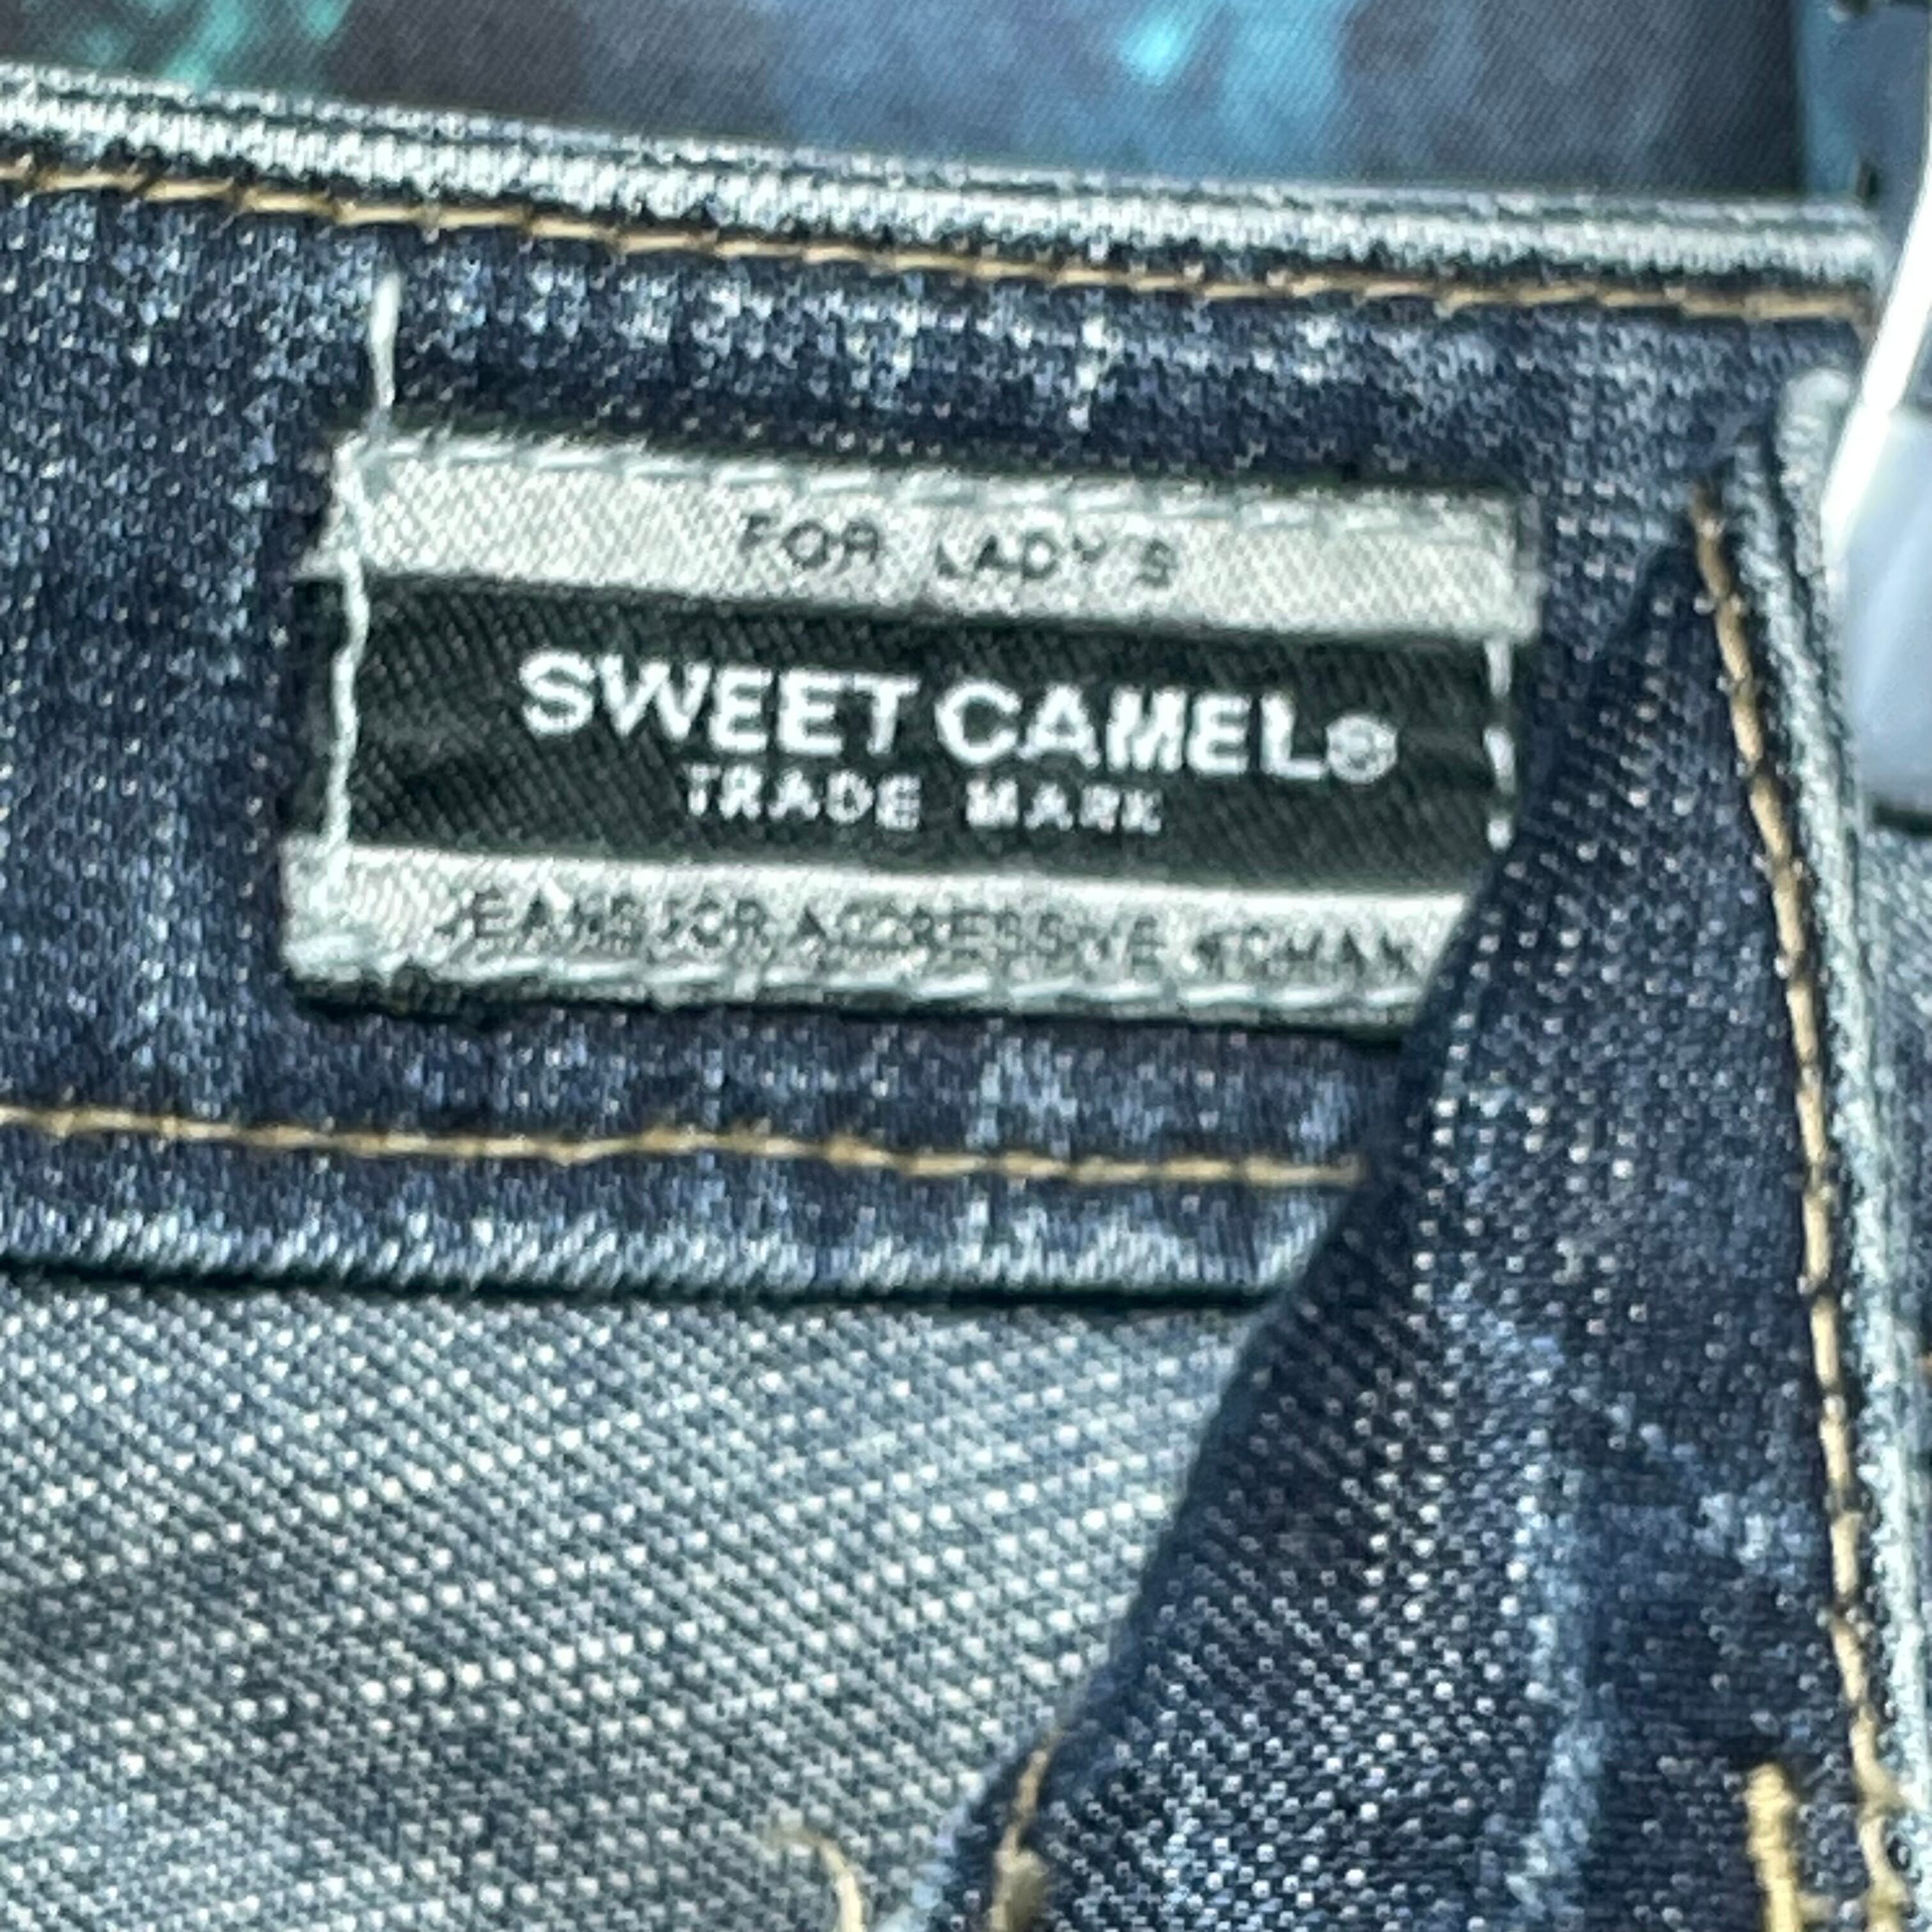 FOR LADY'S
SWEET CAMEL®
TRADE MARK
JEANS FOR AGGRESSIVE WOMAN